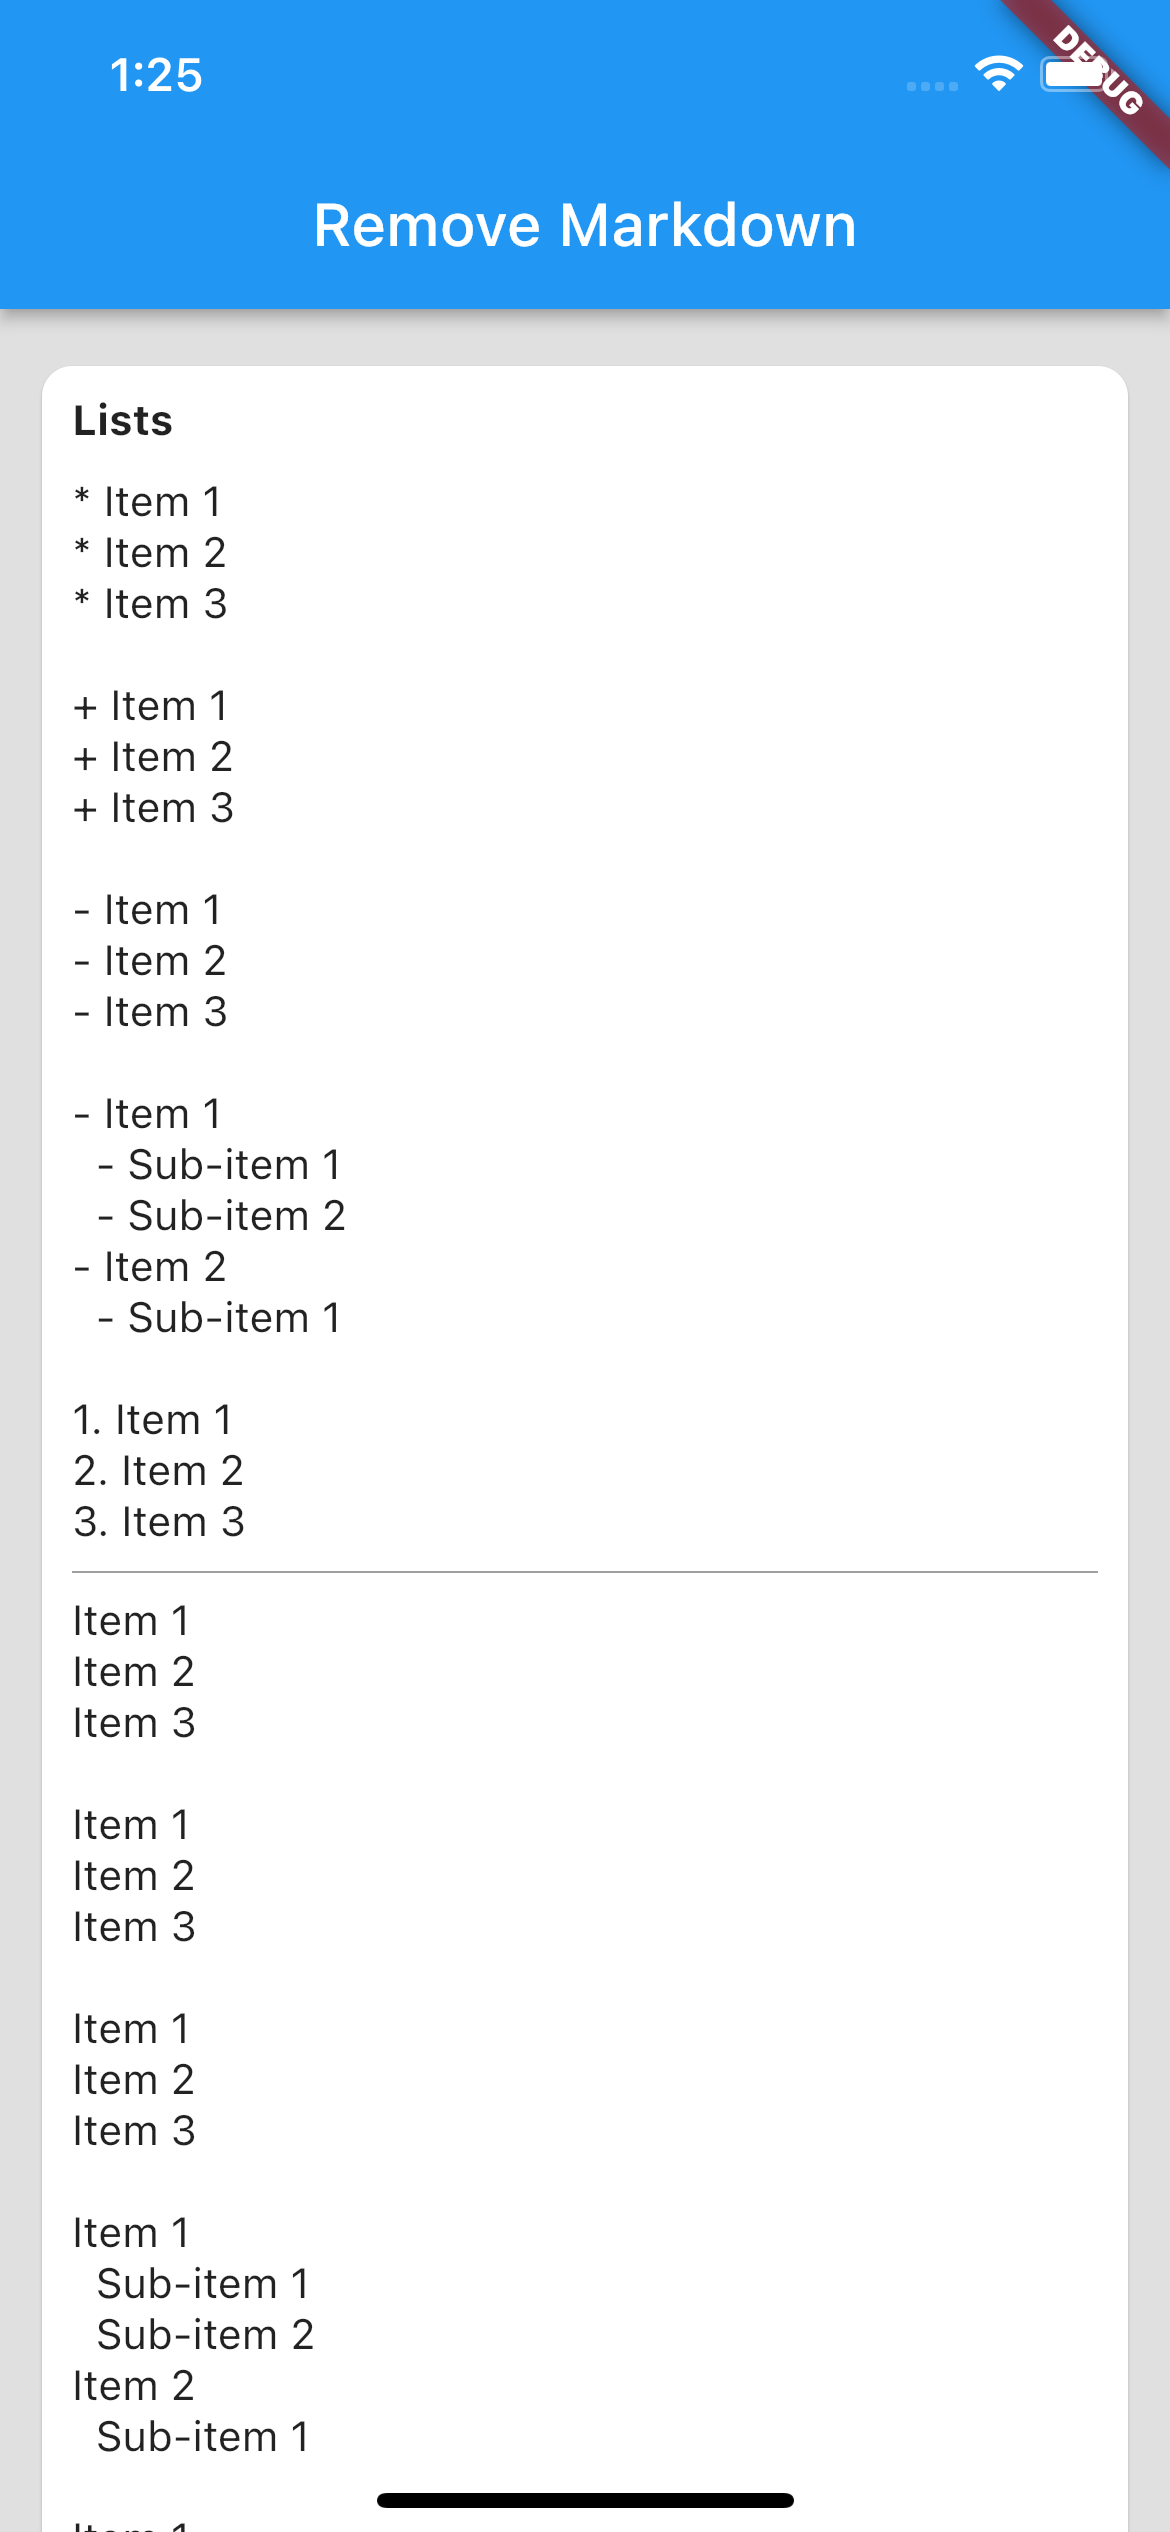 1:25
DEBUG
Remove Markdown
Lists
* Item 1
* Item 2
* Item 3
+ Item 1
+ Item 2
+ Item 3
- Item 1
- Item 2
- Item 3
- Item 1
  - Sub-item 1
  - Sub-item 2
- Item 2
  - Sub-item 1
1. Item 1
2. Item 2
3. Item 3
Item 1
Item 2
Item 3
Item 1
Item 2
Item 3
Item 1
Item 2
Item 3
Item 1
  Sub-item 1
  Sub-item 2
Item 2
  Sub-item 1
Item 1